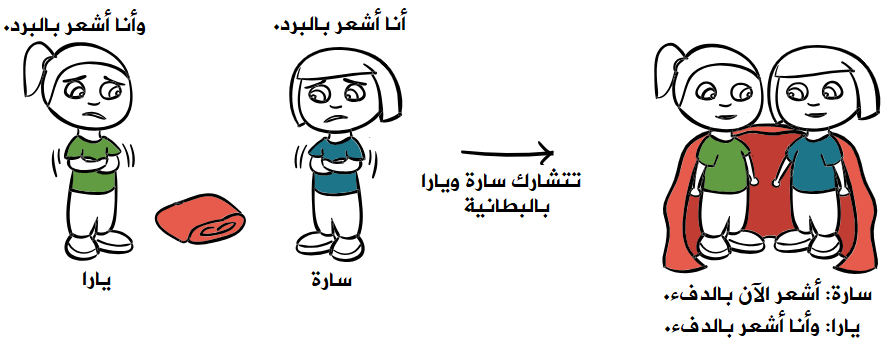 أنا أشعر بالبرد.
وأنا أشعر بالبرد.
سارة
يارا
تتشارك سارة ويارا
بالبطانية
سارة: أشعر الآن بالدفء.
يارا: وأنا أشعر بالدفء.